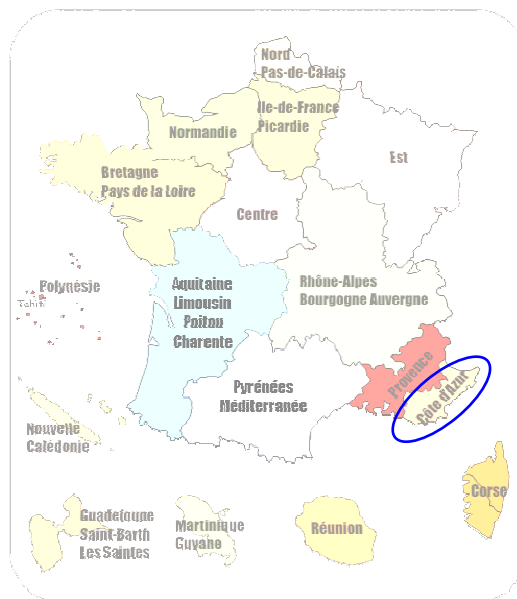 Nord
Pas-de-Calais
Ile-de-France
Picardie
Normandie
Est
Bretagne
Pays de la Loire
Centre
Polynésie
Tahiti
Aquitaine
Limousin
Poitou
Charente
Rhône-Alpes
Bourgogne Auvergne
Provence
Côte d'Azur
Pyrénées
Méditerranée
Nouvelle
Calédonie
Corse
Guadeloupe
Saint-Barth
Les Saintes
Martinique
Guyane
Réunion